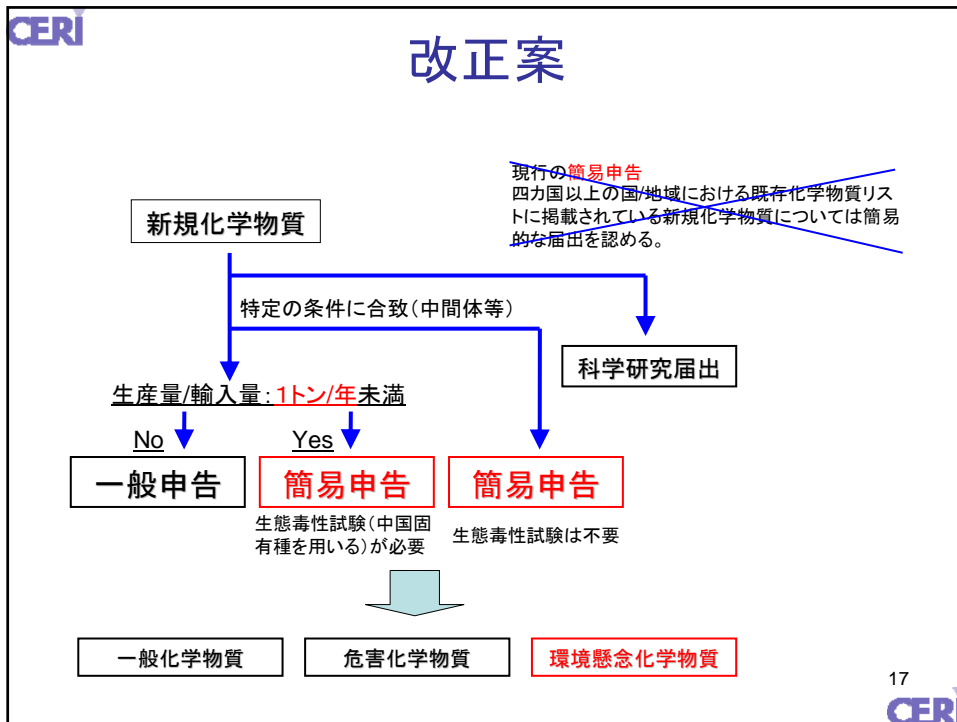 CERI
改正案
現行の簡易申告
四カ国以上の国/地域における既存化学物質リス
トに掲載されている新規化学物質については簡易
的な届出を認める。
新規化学物質
特定の条件に合致(中間体等)
科学研究届出
生産量/輸入量:1トン/年未満
No
Yes
一般申告
簡易申告
簡易申告
生態毒性試験(中国固
有種を用いる)が必要
生態毒性試験は不要
一般化学物質
危害化学物質
環境懸念化学物質
17
CERI